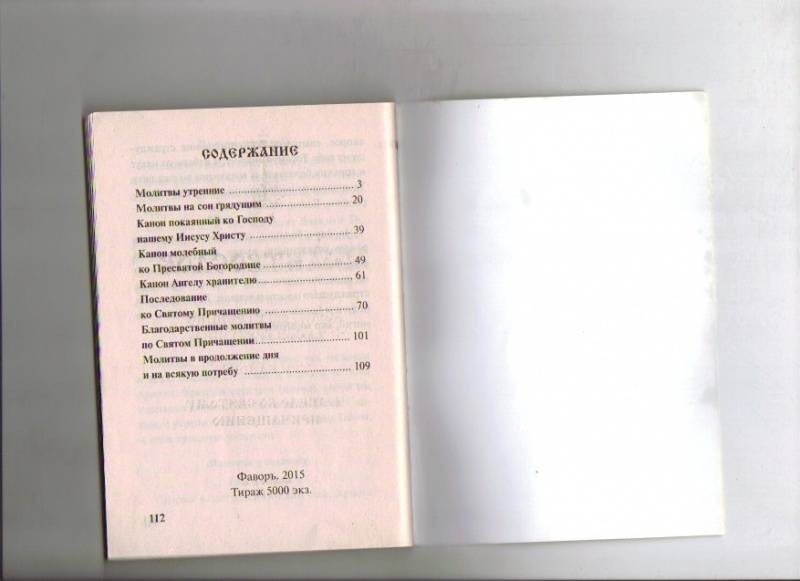 СОДЕРЖАНИЕ
Молитвы утренние 3
Молитвы на сон грядущим 20
Канон покаянный ко Господу
нашему Иисусу Христу 39
Канон молебный
ко Пресвятой Богородице 49
Канон Ангелу хранителю 61
Последование
ко Святому Причащению 70
Благодарственные молитвы
по Святом Причащении 101
Молитвы в продолжение дня
и на всякую потребу 109
Фаворъ, 2015
Тираж 5000 экз.
112